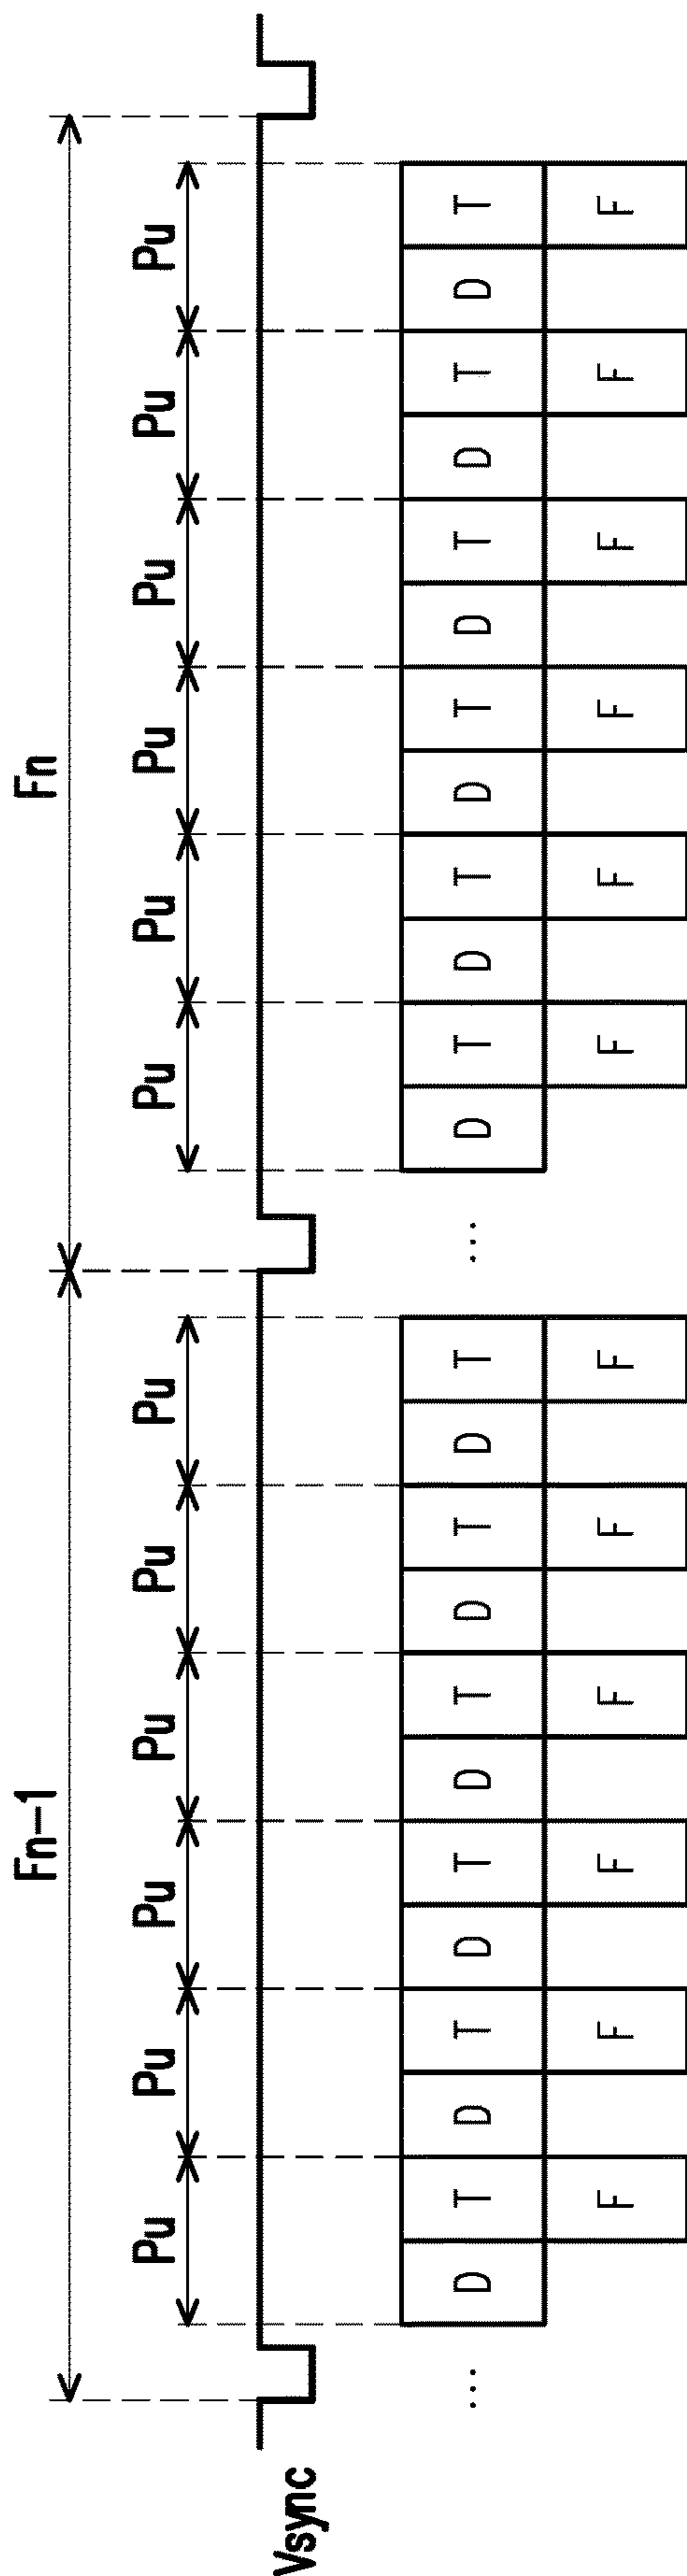 Fn-1 Fn
Pu Pu Pu Pu Pu Pu Pu Pu Pu Pu Pu Pu
Vsync
... D T D T D T D T D T D T ... D T D T D T D T D T D T
F F F F F F F F F F F F